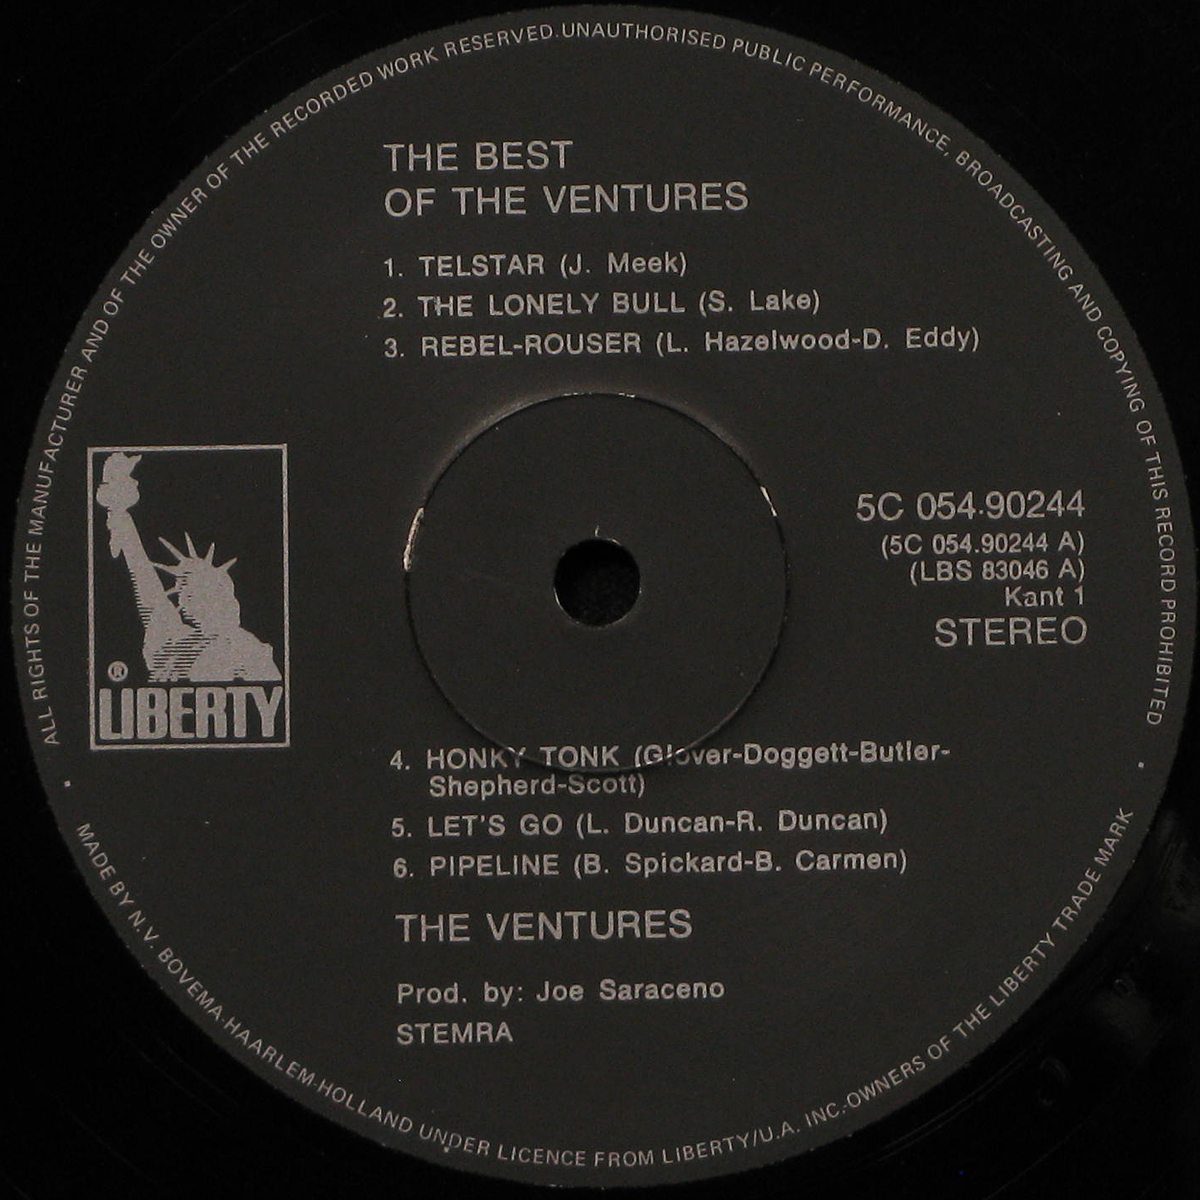 ALL RIGHTS OF THE MANUFACTURER AND OF THE OWNER OF THE RECORDED WORK RESERVED. UNAUTHORISED PUBLIC PERFORMANCE, BROADCASTING AND COPYING OF THIS RECORD PROHIBITED
THE BEST
OF THE VENTURES
1. TELSTAR (J. Meek)
2. THE LONELY BULL (S. Lake)
3. REBEL-ROUSER (L. Hazelwood-D. Eddy)
® LIBERTY
5C 054.90244
(5C 054.90244 A)
(LBS 83046 A)
Kant 1
STEREO
4. HONKY TONK (Glover-Doggett-Butler-
Shepherd-Scott)
5. LET'S GO (L. Duncan-R. Duncan)
6. PIPELINE (B. Spickard-B. Carmen)
THE VENTURES
Prod. by: Joe Saraceno
STEMRA
MADE BY N.V. BOVEMA-HAARLEM-HOLLAND UNDER LICENCE FROM LIBERTY/U.A. INC.-OWNERS OF THE LIBERTY TRADE MARK